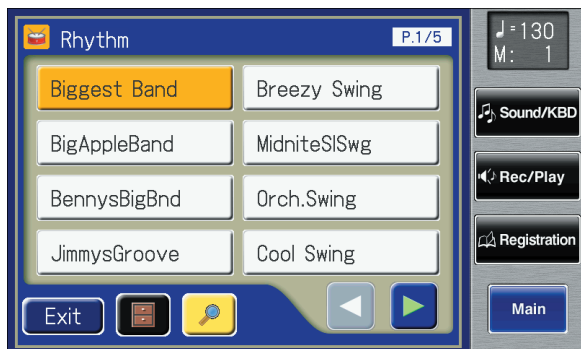 Rhythm
P.1/5
Biggest Band
Breezy Swing
BigAppleBand
MidniteSlSwg
BennysBigBnd
Orch.Swing
JimmysGroove
Cool Swing
Exit
♩=130
M: 1
Sound/KBD
Rec/Play
Registration
Main